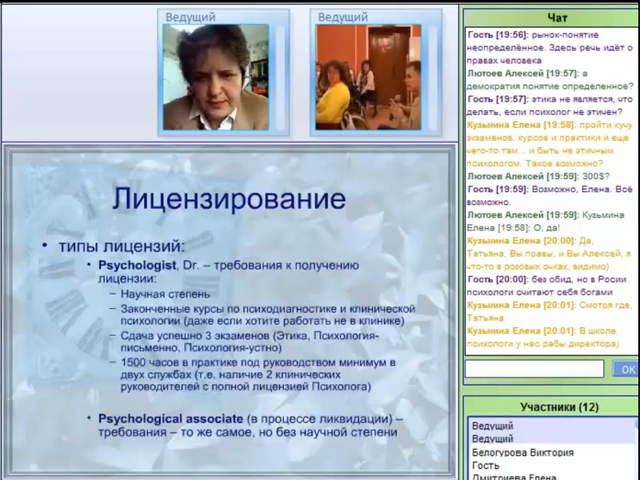 Ведущий
Ведущий
Лицензирование
• типы лицензий:
• Psychologist, Dr. – требования к получению
лицензии:
– Научная степень
– Законченные курсы по психодиагностике и клинической
психологии (даже если хотите работать не в клинике)
– Сдача успешно 3 экзаменов (Этика, Психология-
письменно, Психология-устно)
– 1500 часов в практике под руководством минимум в
двух службах (т.е. наличие 2 клинических
руководителей с полной лицензией Психолога)
• Psychological associate (в процессе ликвидации) –
требования – то же самое, но без научной степени
Чат
Гость [19:56]: рынок-понятие
неопределённое. Здесь речь идёт о
правах человека
Лютоев Алексей [19:57]: а
демократия понятие определенное?
Гость [19:57]: этика не является, что
делать, если психолог не этичен?
Кузьмина Елена [19:58]: пройти кучу
экзаменов, курсов и практики и еще
чего-то там... и быть не этичным
психологом. Такое возможно?
Лютоев Алексей [19:59]: 300$?
Гость [19:59]: Возможно, Елена. Всё
возможно.
Лютоев Алексей [19:59]: Кузьмина
Елена [19:58]: О, да!
Кузьмина Елена [20:00]: Да,
Татьяна, Вы правы, и Вы Алексей, я
что-то в розовых очках, видимо)
Гость [20:00]: без обид, но в Росии
психологи считают себя богами
Кузьмина Елена [20:01]: Смотря где,
Татьяна
Кузьмина Елена [20:01]: В школе,
психологи у нас рабы директора)
ОК
Участники (12)
Ведущий
Ведущий
Белогурова Виктория
Гость
Дмитриева Елена